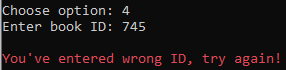 Choose option: 4
Enter book ID: 745
You've entered wrong ID, try again!